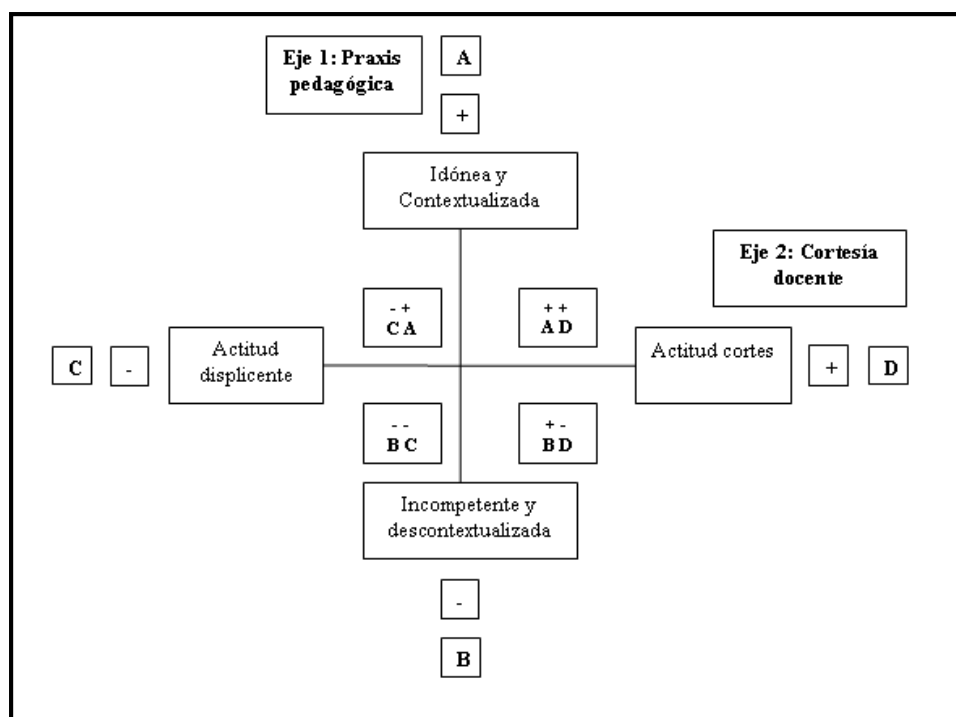 Eje 1: Praxis
pedagógica
A
+
Idónea y
Contextualizada
Eje 2: Cortesía
docente
- +
C A
+ +
A D
C
-
Actitud
displicente
Actitud cortes
+
D
- -
B C
+ -
B D
Incompetente y
descontextualizada
-
B